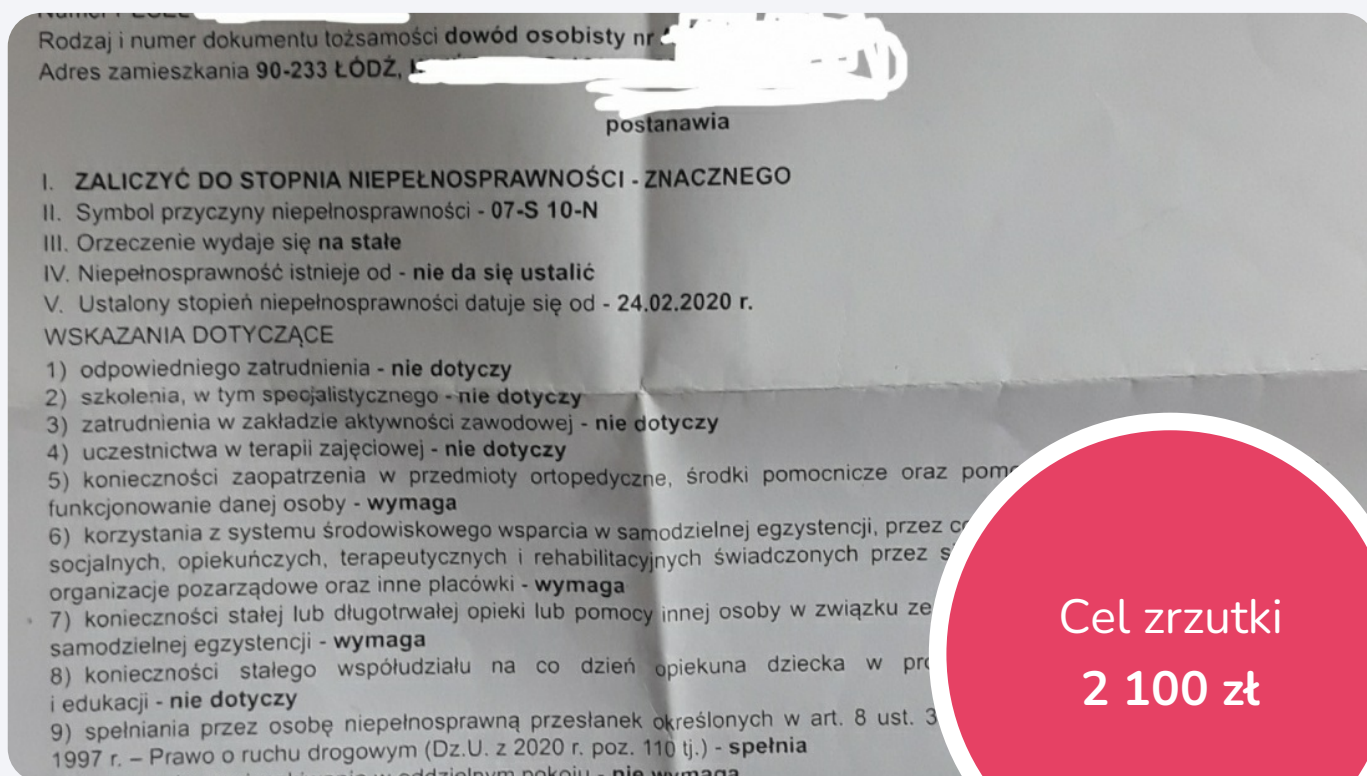 Rodzaj i numer dokumentu tożsamości dowód osobisty nr
Adres zamieszkania 90-233 ŁÓDŹ,
postanawia
I. ZALICZYĆ DO STOPNIA NIEPEŁNOSPRAWNOŚCI - ZNACZNEGO
II. Symbol przyczyny niepełnosprawności - 07-S 10-N
III. Orzeczenie wydaje się na stałe
IV. Niepełnosprawność istnieje od - nie da się ustalić
V. Ustalony stopień niepełnosprawności datuje się od - 24.02.2020 r.
WSKAZANIA DOTYCZĄCE
1) odpowiedniego zatrudnienia - nie dotyczy
2) szkolenia, w tym specjalistycznego - nie dotyczy
3) zatrudnienia w zakładzie aktywności zawodowej - nie dotyczy
4) uczestnictwa w terapii zajęciowej - nie dotyczy
5) konieczności zaopatrzenia w przedmioty ortopedyczne, środki pomocnicze oraz
funkcjonowanie danej osoby - wymaga
6) korzystania z systemu środowiskowego wsparcia w samodzielnej egzystencji, przez
socjalnych, opiekuńczych, terapeutycznych i rehabilitacyjnych świadczonych przez
organizacje pozarządowe oraz inne placówki - wymaga
7) konieczności stałej lub długotrwałej opieki lub pomocy innej osoby w związku ze
samodzielnej egzystencji - wymaga
8) konieczności stałego współudziału na co dzień opiekuna dziecka w
i edukacji - nie dotyczy
9) spełniania przez osobę niepełnosprawną przesłanek określonych w art. 8 ust. 3
1997 r. – Prawo o ruchu drogowym (Dz.U. z 2020 r. poz. 110 tj.) - spełnia
w oddzielnym pokoju - nie wymaga
Cel zrzutki
2 100 zł